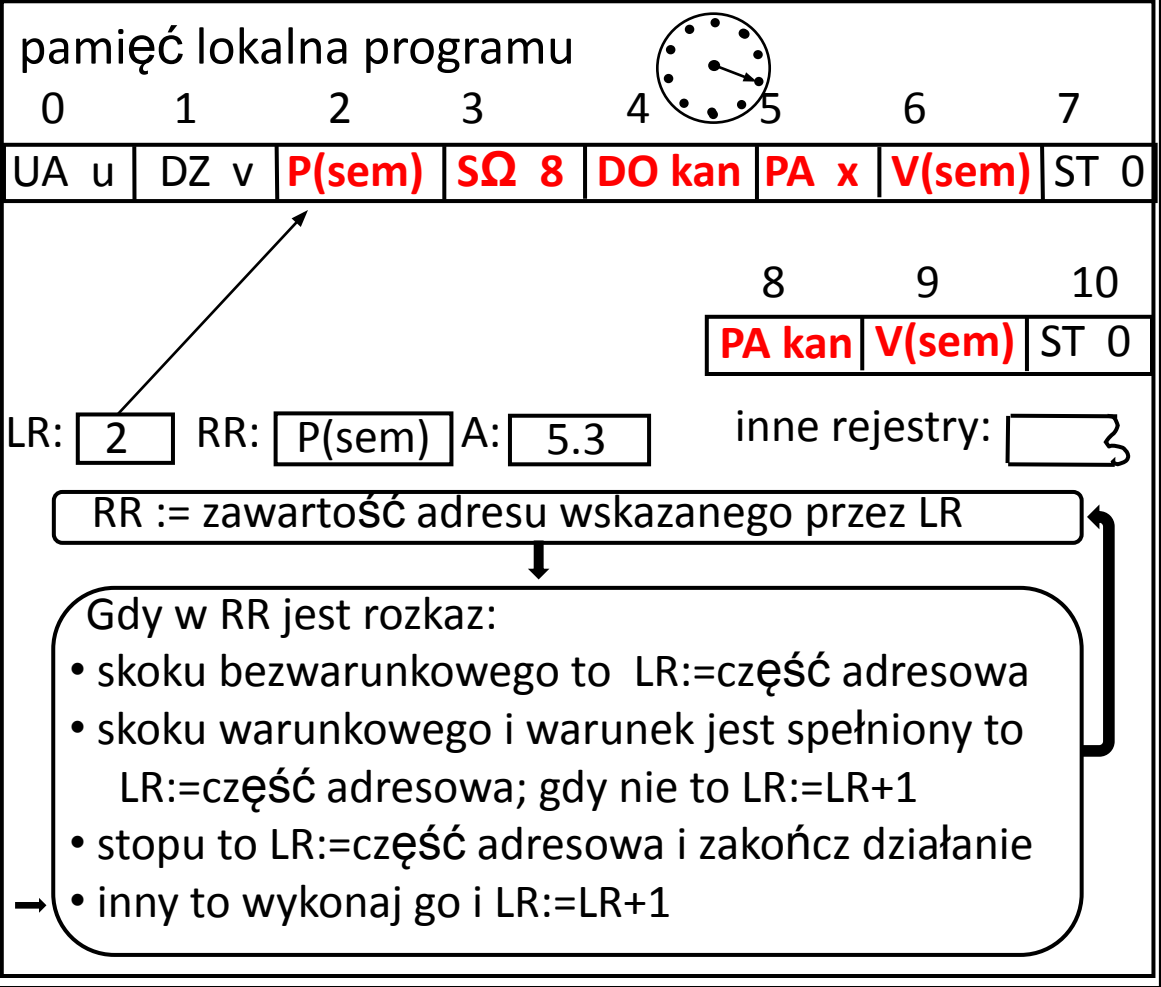 pamięć lokalna programu
0 1 2 3 4 5 6 7
UA u DZ v P(sem) SΩ 8 DO kan PA x V(sem) ST 0
8 9 10
PA kan V(sem) ST 0
LR: 2 RR: P(sem) A: 5.3 inne rejestry:
RR := zawartość adresu wskazanego przez LR
Gdy w RR jest rozkaz:
• skoku bezwarunkowego to LR:=część adresowa
• skoku warunkowego i warunek jest spełniony to
LR:=część adresowa; gdy nie to LR:=LR+1
• stopu to LR:=część adresowa i zakończ działanie
• inny to wykonaj go i LR:=LR+1